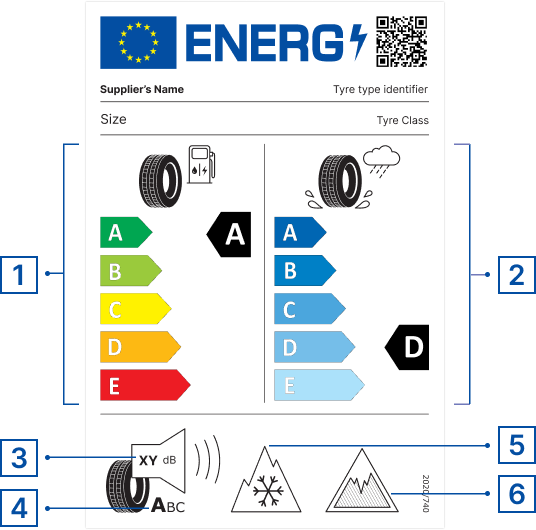 ENERG
Supplier's Name Tyre type identifier
Size Tyre Class
A A A
B B
C C
D D D
E E
1 2
3 XY dB
4 ABC
5
6
2020/740